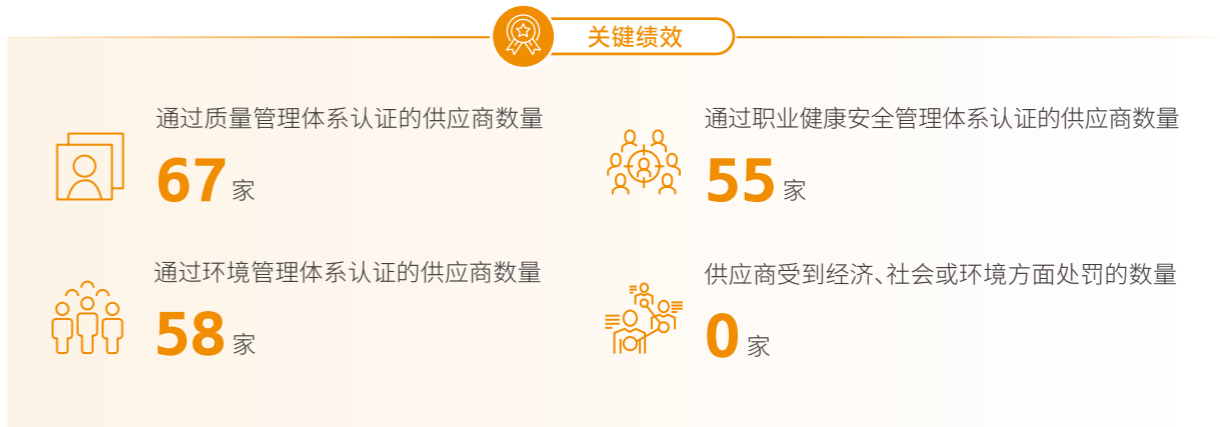 关键绩效
通过质量管理体系认证的供应商数量
67 家
通过职业健康安全管理体系认证的供应商数量
55 家
通过环境管理体系认证的供应商数量
58 家
供应商受到经济、社会或环境方面处罚的数量
0 家